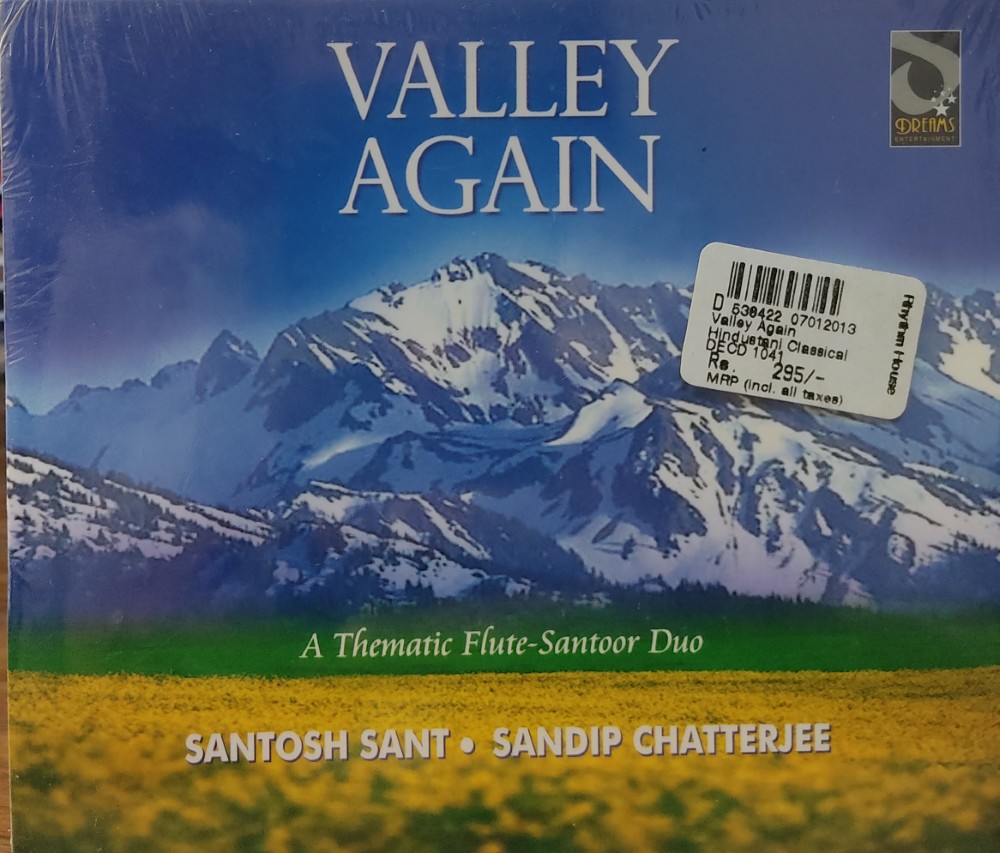 VALLEY
AGAIN
DREAMS
ENTERTAINMENT
D 538422 07012013
Valley Again
Hindustani Classical
DECD 1041
Rs. 295/-
MRP (incl. all taxes)
Rhythm House
A Thematic Flute-Santoor Duo
SANTOSH SANT • SANDIP CHATTERJEE